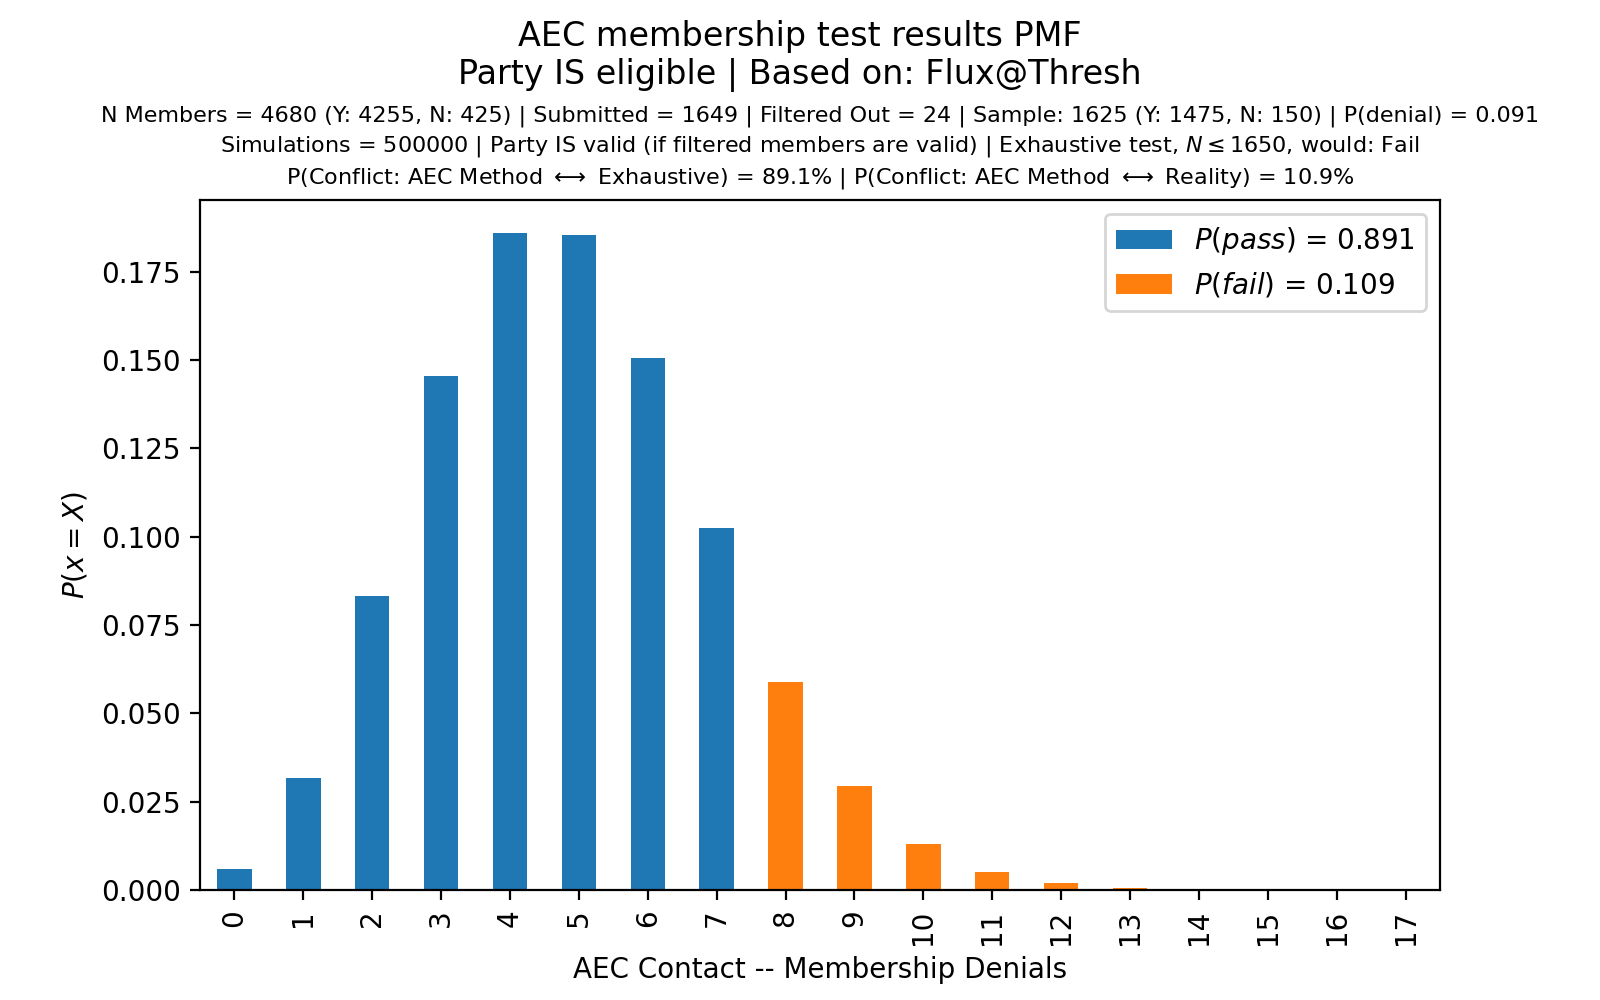 AEC membership test results PMF
Party IS eligible | Based on: Flux@Thresh
N Members = 4680 (Y: 4255, N: 425) | Submitted = 1649 | Filtered Out = 24 | Sample: 1625 (Y: 1475, N: 150) | P(denial) = 0.091
Simulations = 500000 | Party IS valid (if filtered members are valid) | Exhaustive test, N ≤ 1650, would: Fail
P(Conflict: AEC Method ⟷ Exhaustive) = 89.1% | P(Conflict: AEC Method ⟷ Reality) = 10.9%
P(pass) = 0.891
P(fail) = 0.109
P(x = X)
0.175
0.150
0.125
0.100
0.075
0.050
0.025
0.000
0 1 2 3 4 5 6 7 8 9 10 11 12 13 14 15 16 17
AEC Contact -- Membership Denials